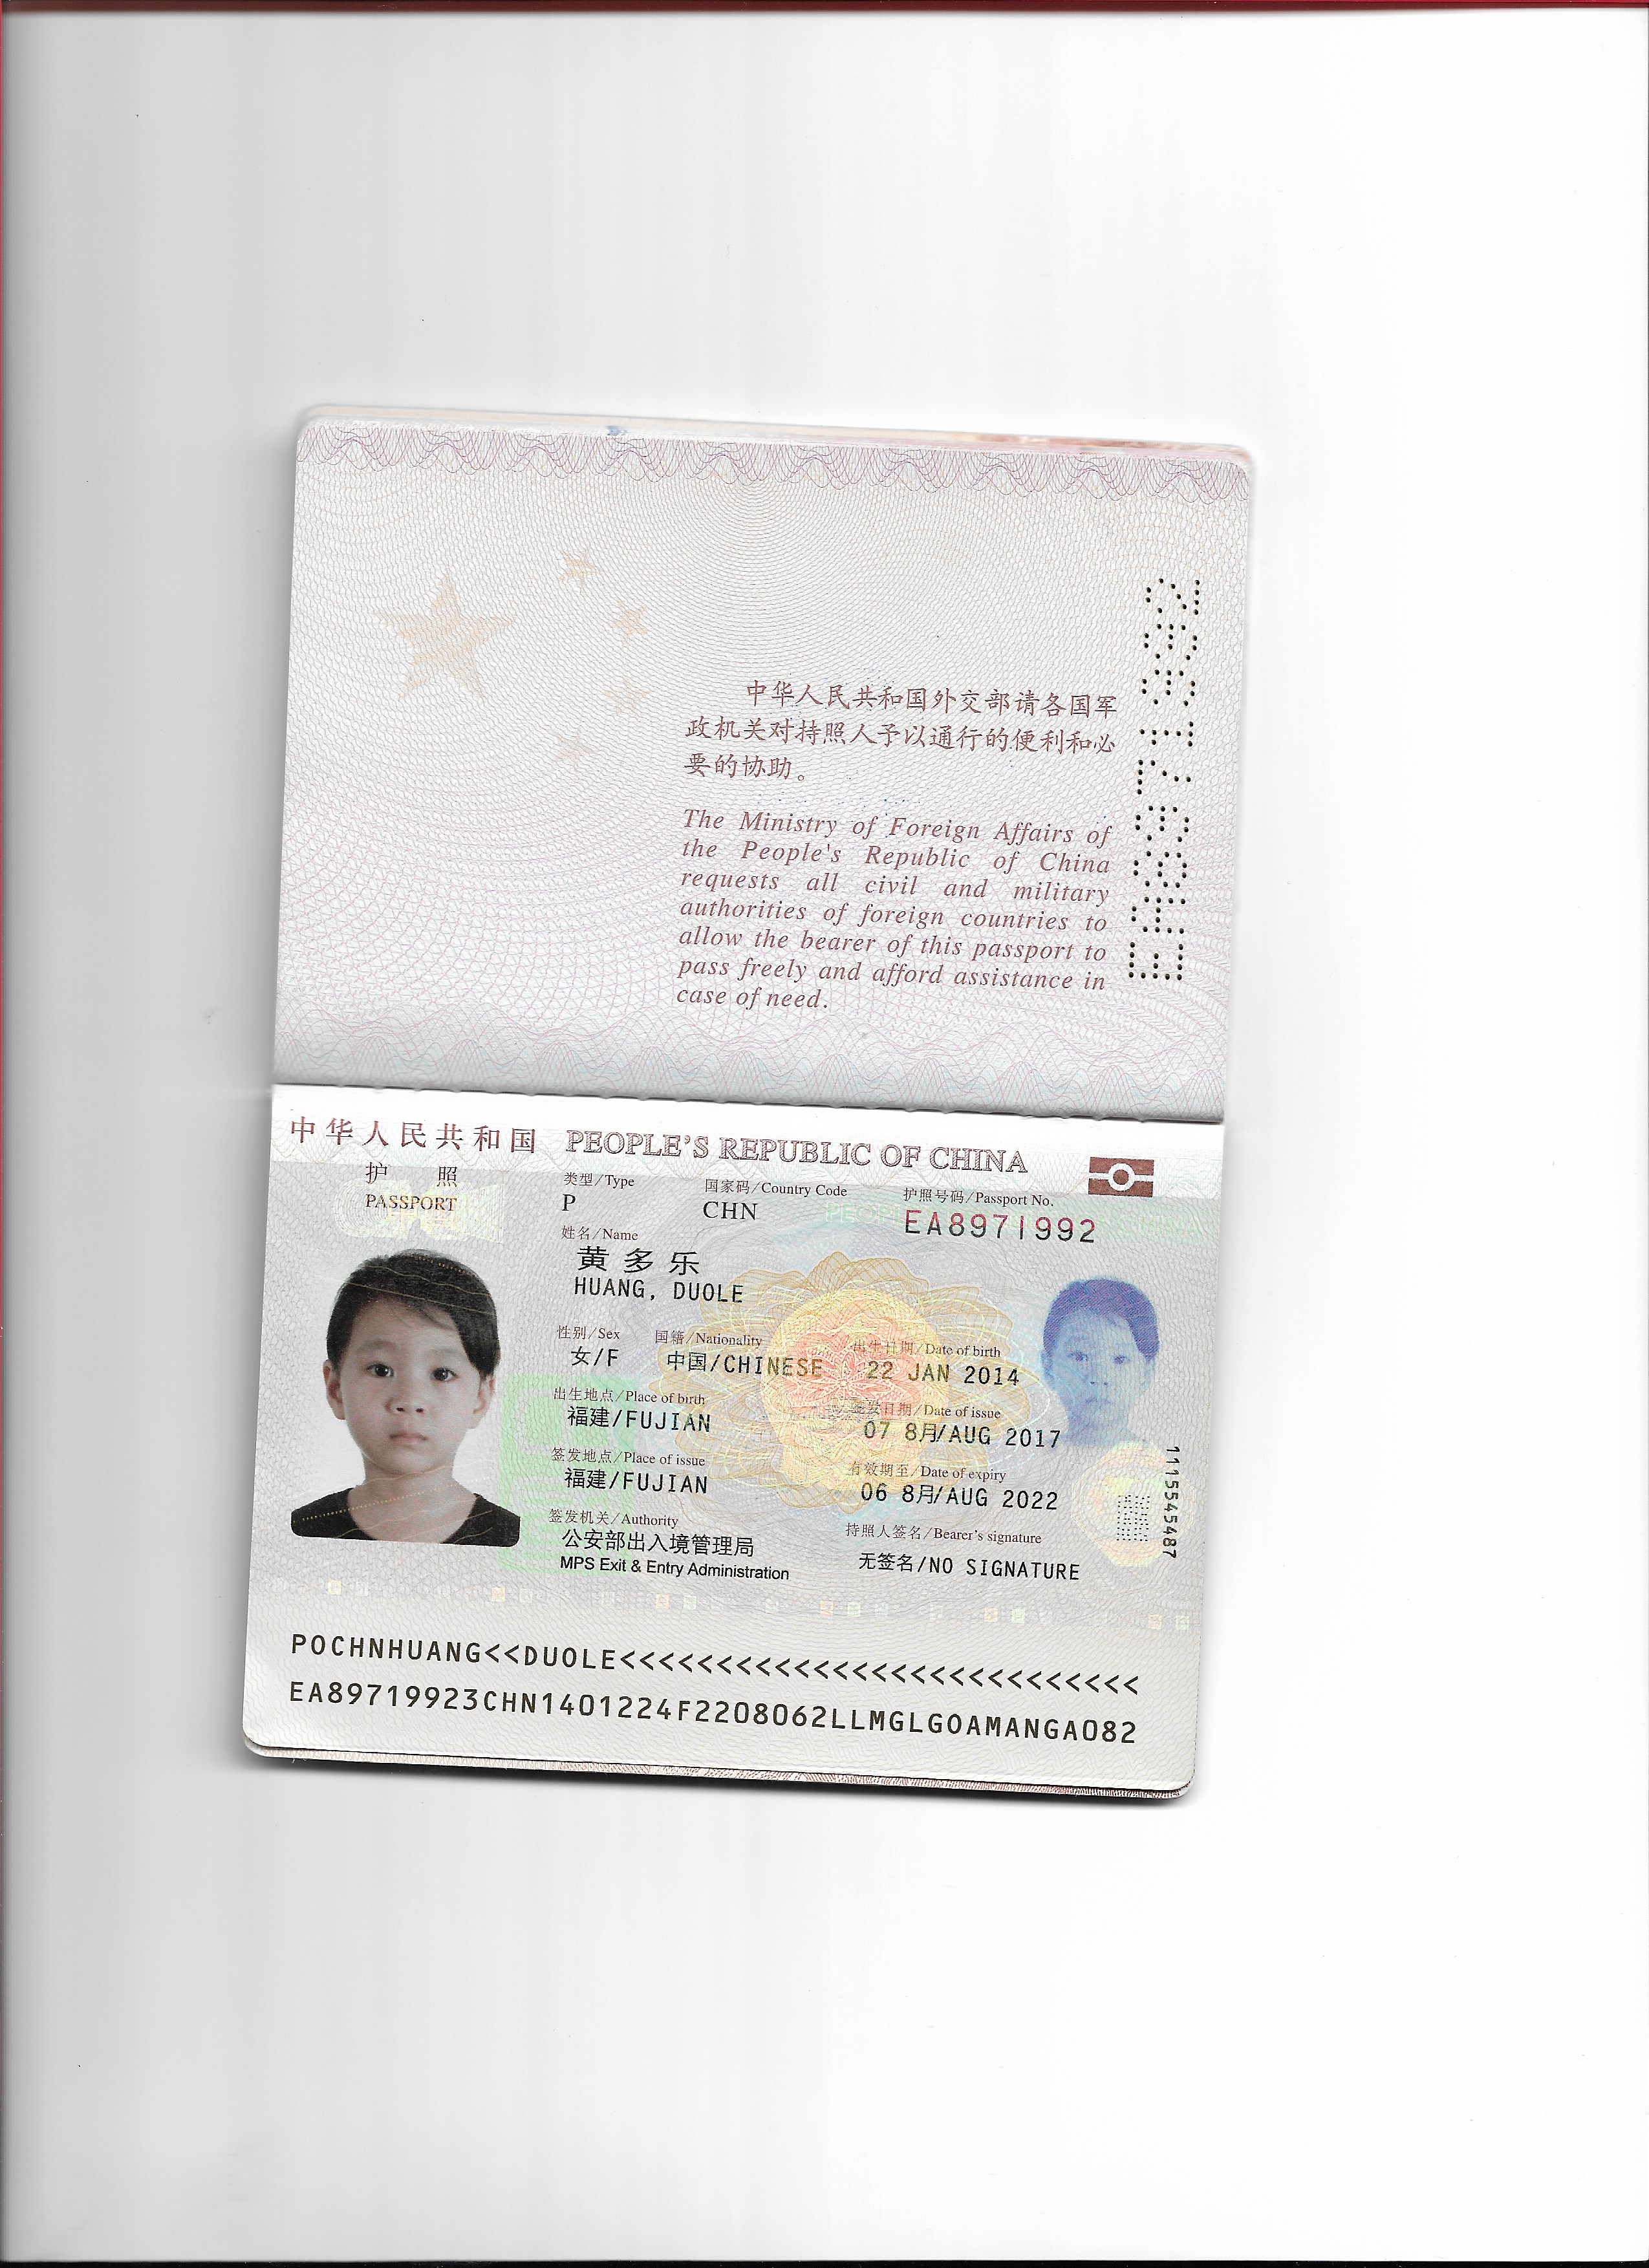 中华人民共和国外交部请各国军
政机关对持照人予以通行的便利和必
要的协助。
The Ministry of Foreign Affairs of
the People's Republic of China
requests all civil and military
authorities of foreign countries to
allow the bearer of this passport to
pass freely and afford assistance in
case of need.
EA8971992
中华人民共和国 PEOPLE'S REPUBLIC OF CHINA
护 照
PASSPORT
类型/Type
P
国家码/Country Code
CHN
护照号码/Passport No.
EA8971992
姓名/Name
黄多乐
HUANG, DUOLE
性别/Sex
女/F
国籍/Nationality
中国/CHINESE
出生日期/Date of birth
22 JAN 2014
出生地点/Place of birth
福建/FUJIAN
签发日期/Date of issue
07 8月/AUG 2017
签发地点/Place of issue
福建/FUJIAN
有效期至/Date of expiry
06 8月/AUG 2022
签发机关/Authority
公安部出入境管理局
MPS Exit & Entry Administration
持照人签名/Bearer's signature
无签名/NO SIGNATURE
1115545487
POCHNHUANG<<DUOLE<<<<<<<<<<<<<<<<<<<<<<<<<<<
EA89719923CHN1401224F2208062LLMGLGOAMANGA082